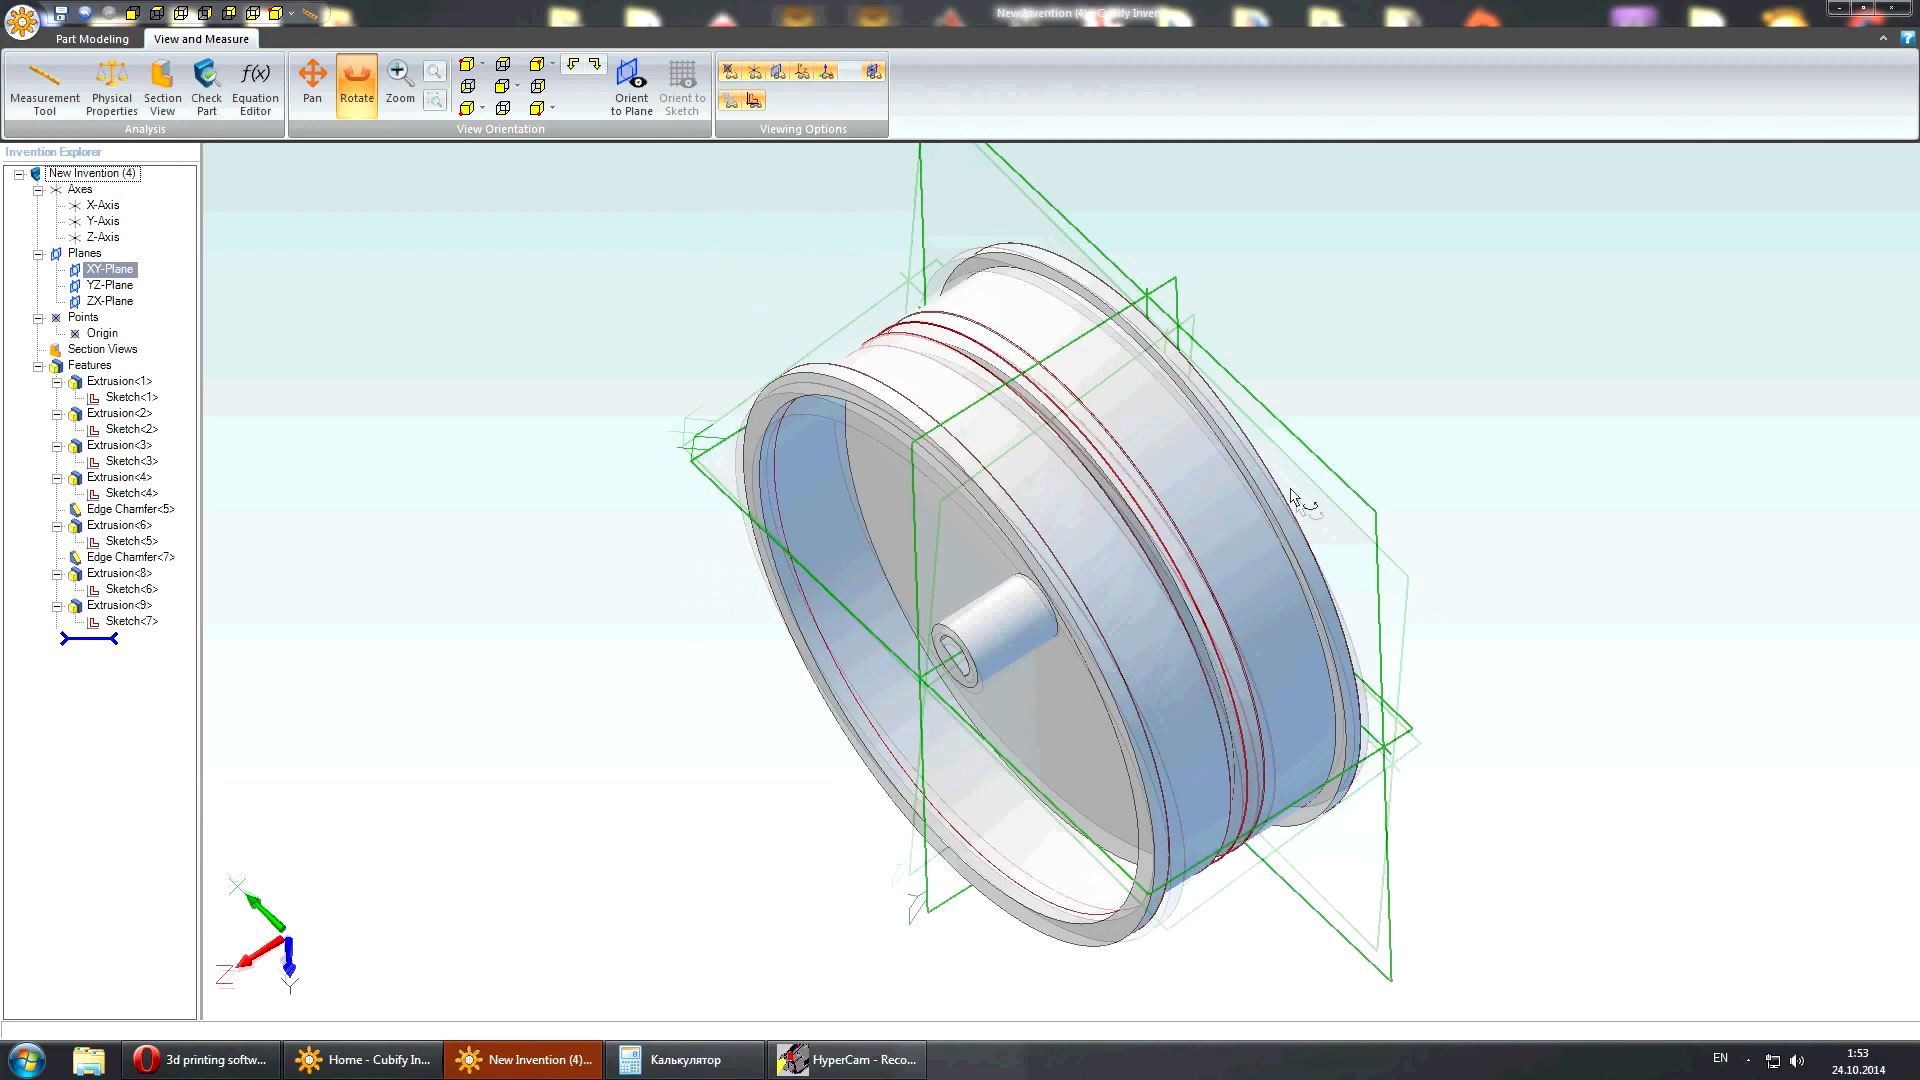 New Invention (4) - Cubify Inven
Part Modeling
View and Measure
Measurement Tool
Physical Properties
Section View
Check Part
f(x)
Equation Editor
Analysis
Pan
Rotate
Zoom
Orient to Plane
Orient to Sketch
View Orientation
Viewing Options
Invention Explorer
New Invention (4)
Axes
X-Axis
Y-Axis
Z-Axis
Planes
XY-Plane
YZ-Plane
ZX-Plane
Points
Origin
Section Views
Features
Extrusion<1>
Sketch<1>
Extrusion<2>
Sketch<2>
Extrusion<3>
Sketch<3>
Extrusion<4>
Sketch<4>
Edge Chamfer<5>
Extrusion<6>
Sketch<5>
Edge Chamfer<7>
Extrusion<8>
Sketch<6>
Extrusion<9>
Sketch<7>
X
Z
Y
3d printing softw...
Home - Cubify In...
New Invention (4)...
Калькулятор
HyperCam - Reco...
EN
1:53
24.10.2014